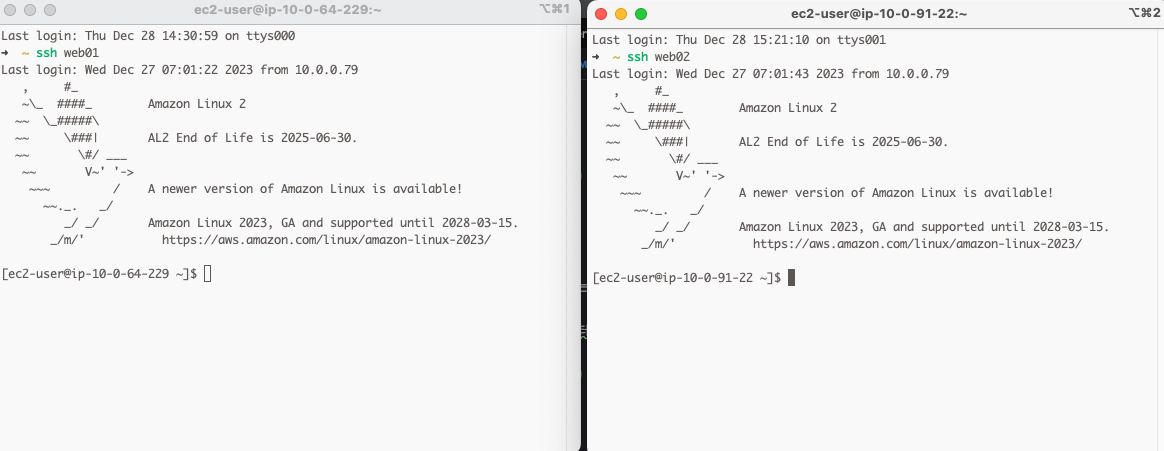 ec2-user@ip-10-0-64-229:~ ⌥⌘1
Last login: Thu Dec 28 14:30:59 on ttys000
➜  ~ ssh web01
Last login: Wed Dec 27 07:01:22 2023 from 10.0.0.79
   ,     #_
   ~\_  ####_        Amazon Linux 2
  ~~  \_#####\
  ~~     \###|       AL2 End of Life is 2025-06-30.
  ~~       \#/ ___
   ~~       V~' '->
    ~~~         /    A newer version of Amazon Linux is available!
      ~~._.   _/
         _/ _/       Amazon Linux 2023, GA and supported until 2028-03-15.
       _/m/'           https://aws.amazon.com/linux/amazon-linux-2023/
[ec2-user@ip-10-0-64-229 ~]$
ec2-user@ip-10-0-91-22:~ ⌥⌘2
Last login: Thu Dec 28 15:21:10 on ttys001
➜  ~ ssh web02
Last login: Wed Dec 27 07:01:43 2023 from 10.0.0.79
   ,     #_
   ~\_  ####_        Amazon Linux 2
  ~~  \_#####\
  ~~     \###|       AL2 End of Life is 2025-06-30.
  ~~       \#/ ___
   ~~       V~' '->
    ~~~         /    A newer version of Amazon Linux is available!
      ~~._.   _/
         _/ _/       Amazon Linux 2023, GA and supported until 2028-03-15.
       _/m/'           https://aws.amazon.com/linux/amazon-linux-2023/
[ec2-user@ip-10-0-91-22 ~]$